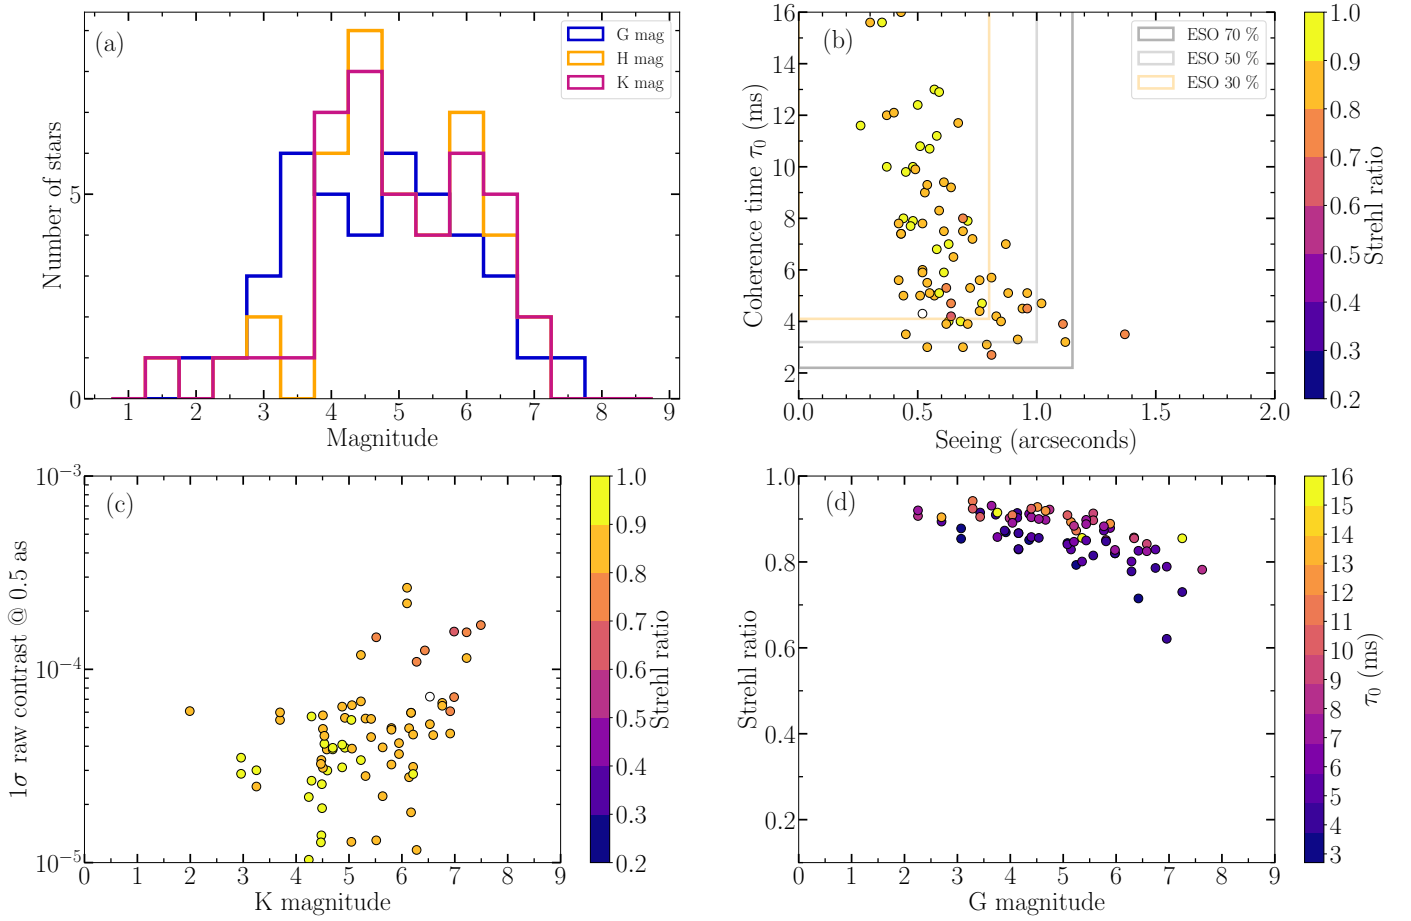 (a)
G mag
H mag
K mag
Number of stars
5
0
1 2 3 4 5 6 7 8 9
Magnitude
(b)
ESO 70 %
ESO 50 %
ESO 30 %
Coherence time τ0 (ms)
16
14
12
10
8
6
4
2
0.0 0.5 1.0 1.5 2.0
Seeing (arcseconds)
1.0
0.9
0.8
0.7
0.6
0.5
0.4
0.3
0.2
Strehl ratio
(c)
1σ raw contrast @ 0.5 as
10−3
10−4
10−5
0 1 2 3 4 5 6 7 8 9
K magnitude
1.0
0.9
0.8
0.7
0.6
0.5
0.4
0.3
0.2
Strehl ratio
(d)
Strehl ratio
1.0
0.8
0.6
0.4
0.2
0 1 2 3 4 5 6 7 8 9
G magnitude
16
15
14
13
12
11
10
9
8
7
6
5
4
3
τ0 (ms)